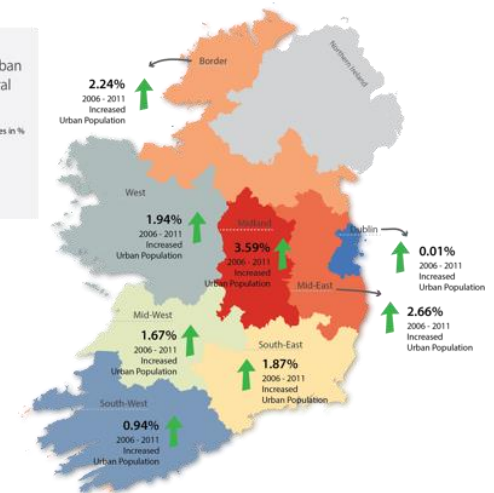 ban
al
es in %
Border
Northern Ireland
2.24%
2006 - 2011
Increased
Urban Population
West
1.94%
2006 - 2011
Increased
Urban Population
Midland
3.59%
2006 - 2011
Increased
Urban Population
Dublin
0.01%
2006 - 2011
Increased
Urban Population
Mid-East
2.66%
2006 - 2011
Increased
Urban Population
Mid-West
1.67%
2006 - 2011
Increased
Urban Population
South-East
1.87%
2006 - 2011
Increased
Urban Population
South-West
0.94%
2006 - 2011
Increased
Urban Population